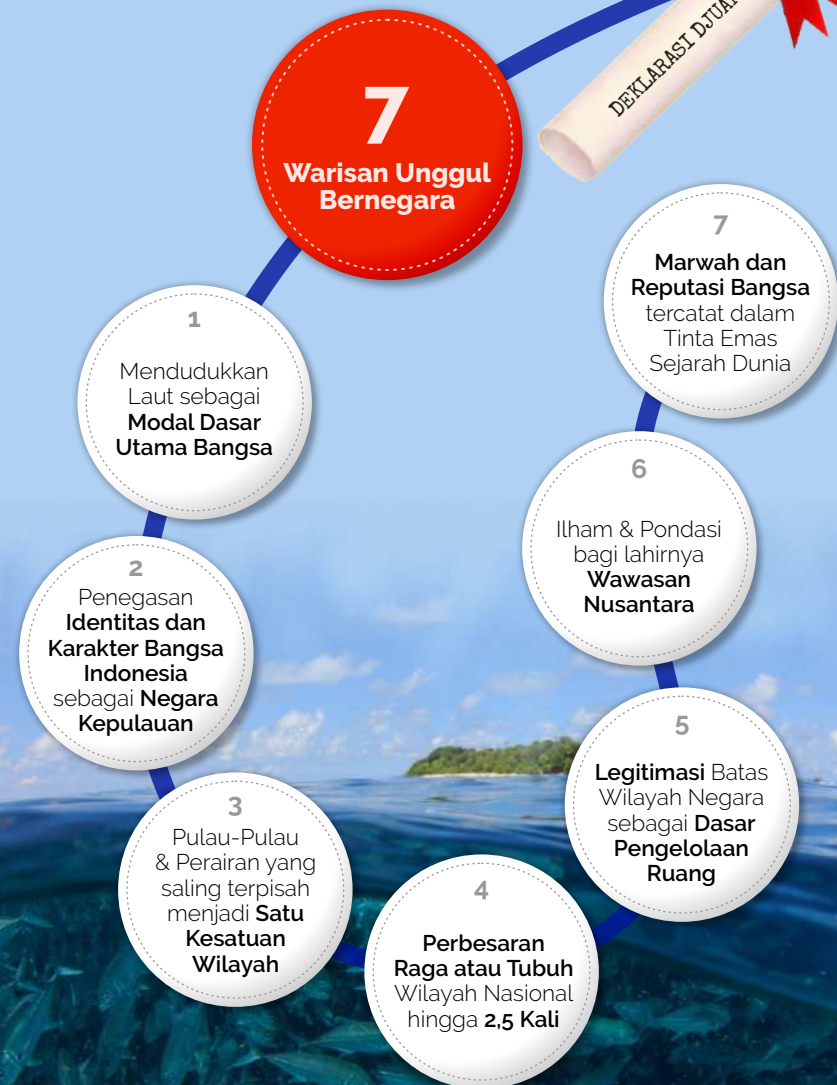 DEKLARASI
7
Warisan Unggul
Bernegara
1
Mendudukkan
Laut sebagai
Modal Dasar
Utama Bangsa
2
Penegasan
Identitas dan
Karakter Bangsa
Indonesia
sebagai Negara
Kepulauan
3
Pulau-Pulau
& Perairan yang
saling terpisah
menjadi Satu
Kesatuan
Wilayah
4
Perbesaran
Raga atau Tubuh
Wilayah Nasional
hingga 2,5 Kali
5
Legitimasi Batas
Wilayah Negara
sebagai Dasar
Pengelolaan
Ruang
6
Ilham & Pondasi
bagi lahirnya
Wawasan
Nusantara
7
Marwah dan
Reputasi Bangsa
tercatat dalam
Tinta Emas
Sejarah Dunia